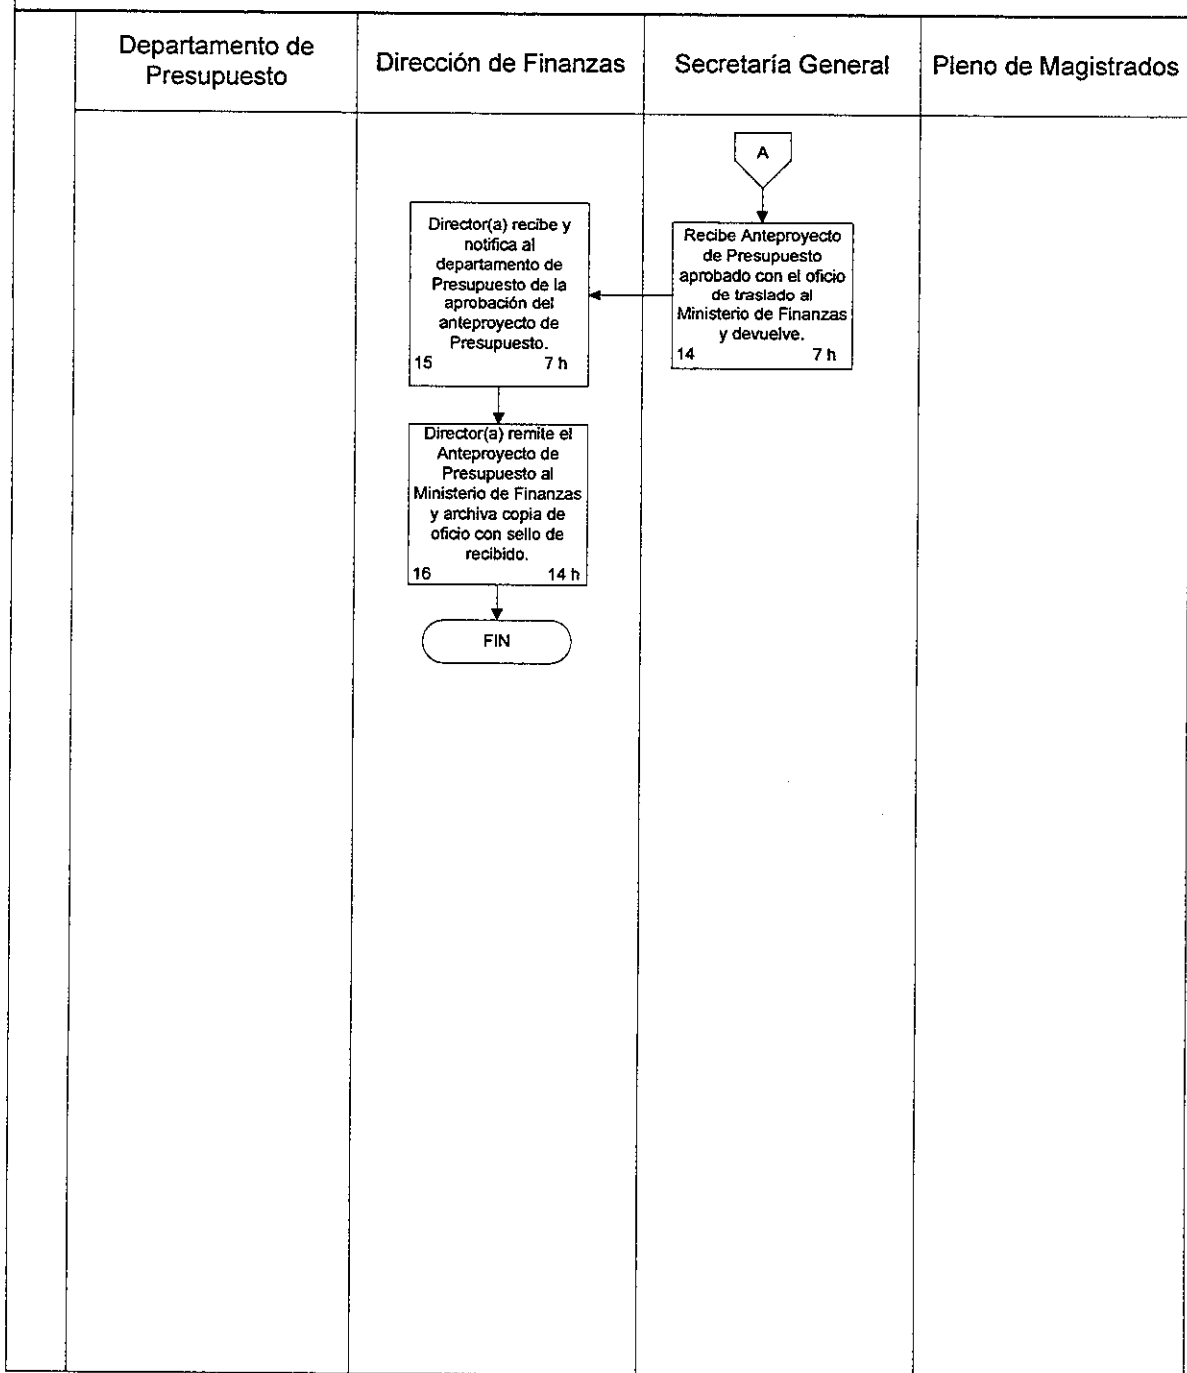 Departamento de
Presupuesto
Dirección de Finanzas
Secretaría General
Pleno de Magistrados
A
Recibe Anteproyecto
de Presupuesto
aprobado con el oficio
de traslado al
Ministerio de Finanzas
y devuelve.
14 7 h
Director(a) recibe y
notifica al
departamento de
Presupuesto de la
aprobación del
anteproyecto de
Presupuesto.
15 7 h
Director(a) remite el
Anteproyecto de
Presupuesto al
Ministerio de Finanzas
y archiva copia de
oficio con sello de
recibido.
16 14 h
FIN